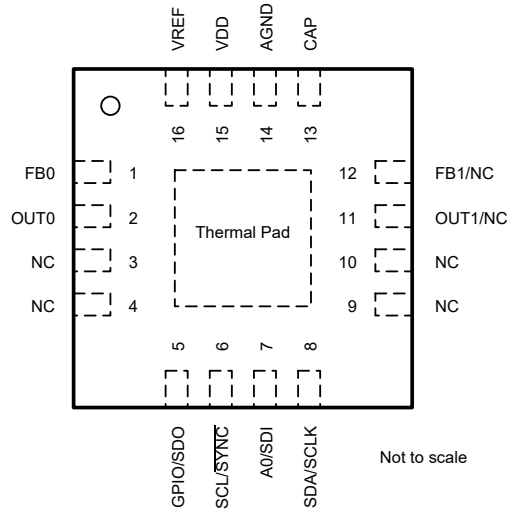 VREF
VDD
AGND
CAP
16
15
14
13
FB0
1
12
FB1/NC
OUT0
2
11
OUT1/NC
Thermal Pad
NC
3
10
NC
NC
4
9
NC
5
6
7
8
GPIO/SDO
SCL/SYNC
A0/SDI
SDA/SCLK
Not to scale